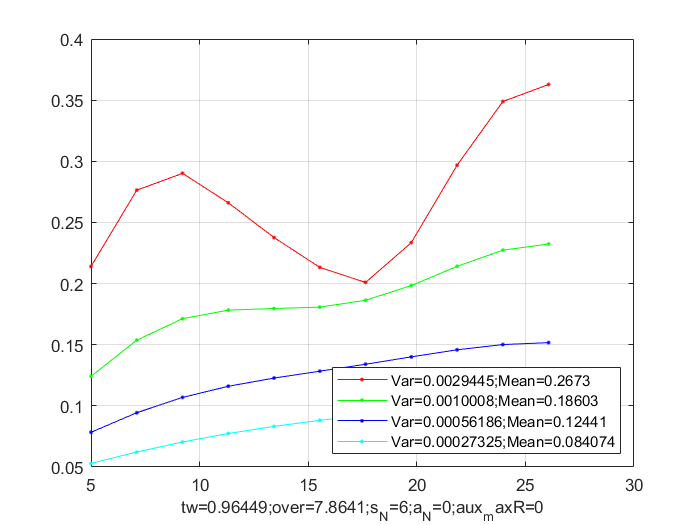 0.4
0.35
0.3
0.25
0.2
0.15
0.1
0.05
Var=0.0029445;Mean=0.2673
Var=0.0010008;Mean=0.18603
Var=0.00056186;Mean=0.12441
Var=0.00027325;Mean=0.084074
5 10 15 20 25 30
tw=0.96449;over=7.8641;s_N=6;a_N=0;aux_maxR=0